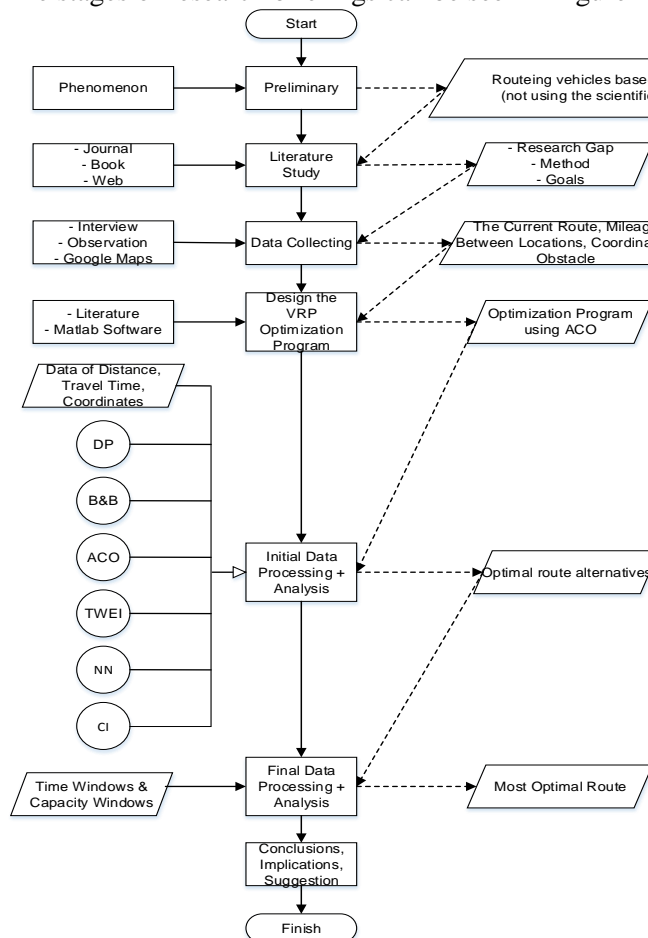 Start
Phenomenon
Preliminary
Routeing vehicles base
(not using the scientifi
- Journal
- Book
- Web
Literature
Study
- Research Gap
- Method
- Goals
- Interview
- Observation
- Google Maps
Data Collecting
The Current Route, Mileag
Between Locations, Coordina
Obstacle
- Literature
- Matlab Software
Design the
VRP
Optimization
Program
Optimization Program
using ACO
Data of Distance,
Travel Time,
Coordinates
DP
B&B
ACO
TWEI
NN
CI
Initial Data
Processing +
Analysis
Optimal route alternatives
Time Windows &
Capacity Windows
Final Data
Processing +
Analysis
Most Optimal Route
Conclusions,
Implications,
Suggestion
Finish